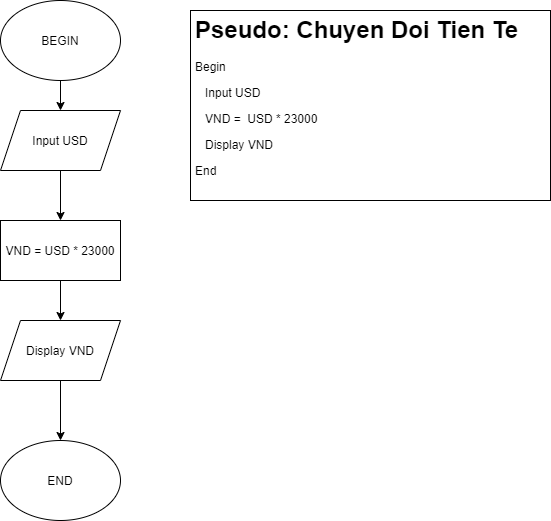 BEGIN
Input USD
VND = USD * 23000
Display VND
END
Pseudo: Chuyen Doi Tien Te
Begin
Input USD
VND =  USD * 23000
Display VND
End